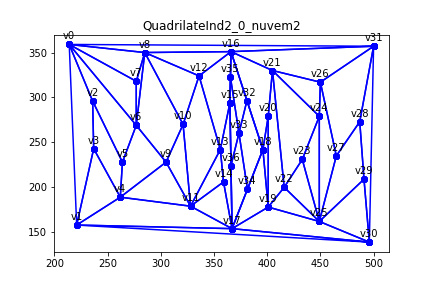 QuadrilateInd2_0_nuvem2
v0
v31
v16
v8
v21
v12
v35
v7
v26
v2
v15
v32
v6
v10
v20
v24
v33
v28
v3
v13
v18
v27
v5
v9
v36
v23
v14
v29
v4
v34
v22
v11
v19
v1
v17
v25
v30
350
300
250
200
150
200
250
300
350
400
450
500